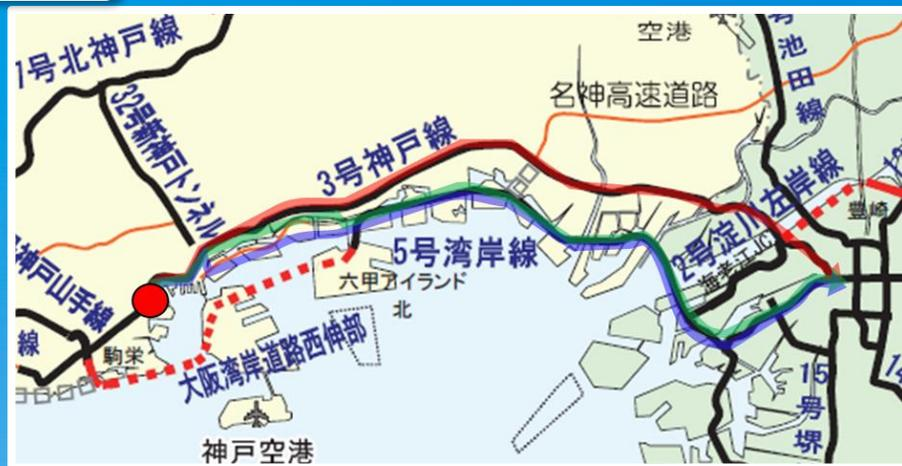 空港
7号北神戸線
号池田線
名神高速道路
32号新神戸トンネル
3号神戸線
2号淀川左岸線
豊崎
海老江JCT
5号湾岸線
神戸山手線
六甲アイランド
北
線
駒栄
大阪湾岸道路西伸部
15号堺
神戸空港